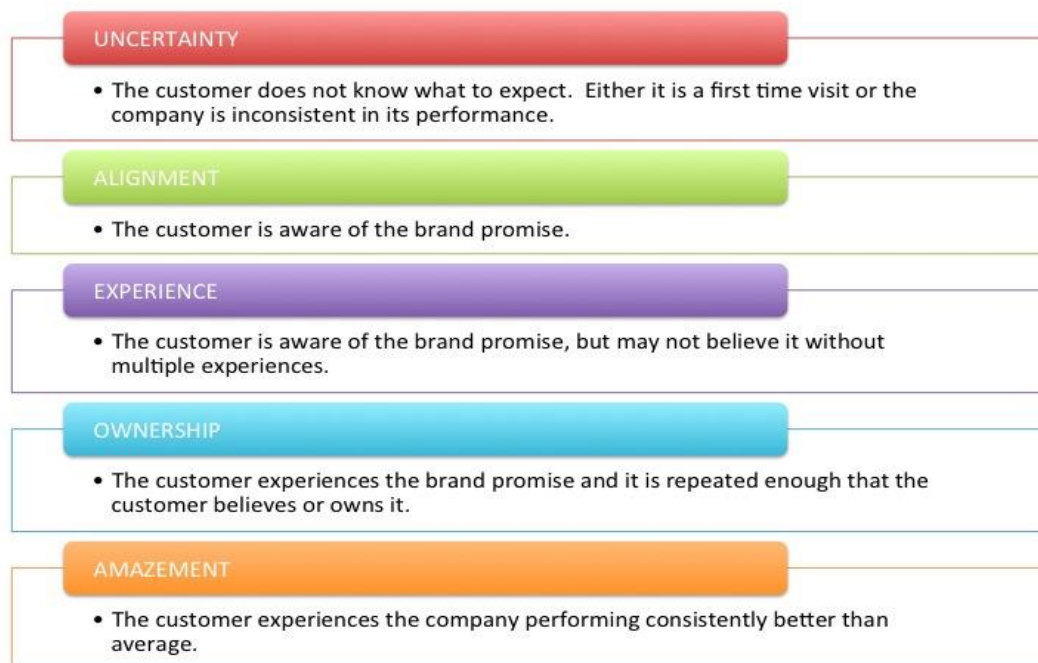 UNCERTAINTY
• The customer does not know what to expect.  Either it is a first time visit or the
company is inconsistent in its performance.
ALIGNMENT
• The customer is aware of the brand promise.
EXPERIENCE
• The customer is aware of the brand promise, but may not believe it without
multiple experiences.
OWNERSHIP
• The customer experiences the brand promise and it is repeated enough that the
customer believes or owns it.
AMAZEMENT
• The customer experiences the company performing consistently better than
average.